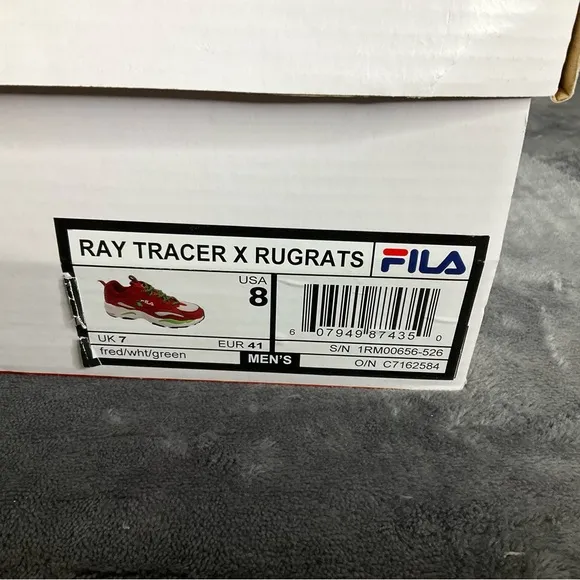 RAY TRACER X RUGRATS
FILA
USA
8
UK 7
EUR 41
fred/wht/green
MEN'S
6 07949 87435 0
S/N 1RM00656-526
O/N C7162584